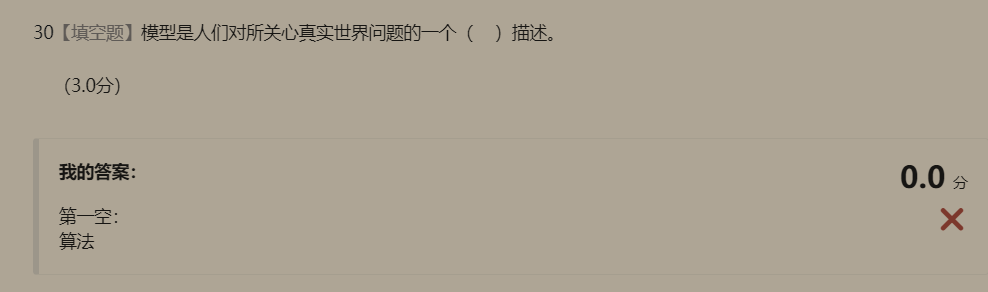 30【填空题】模型是人们对所关心真实世界问题的一个（　）描述。
(3.0分)
我的答案：
0.0 分
第一空：
算法